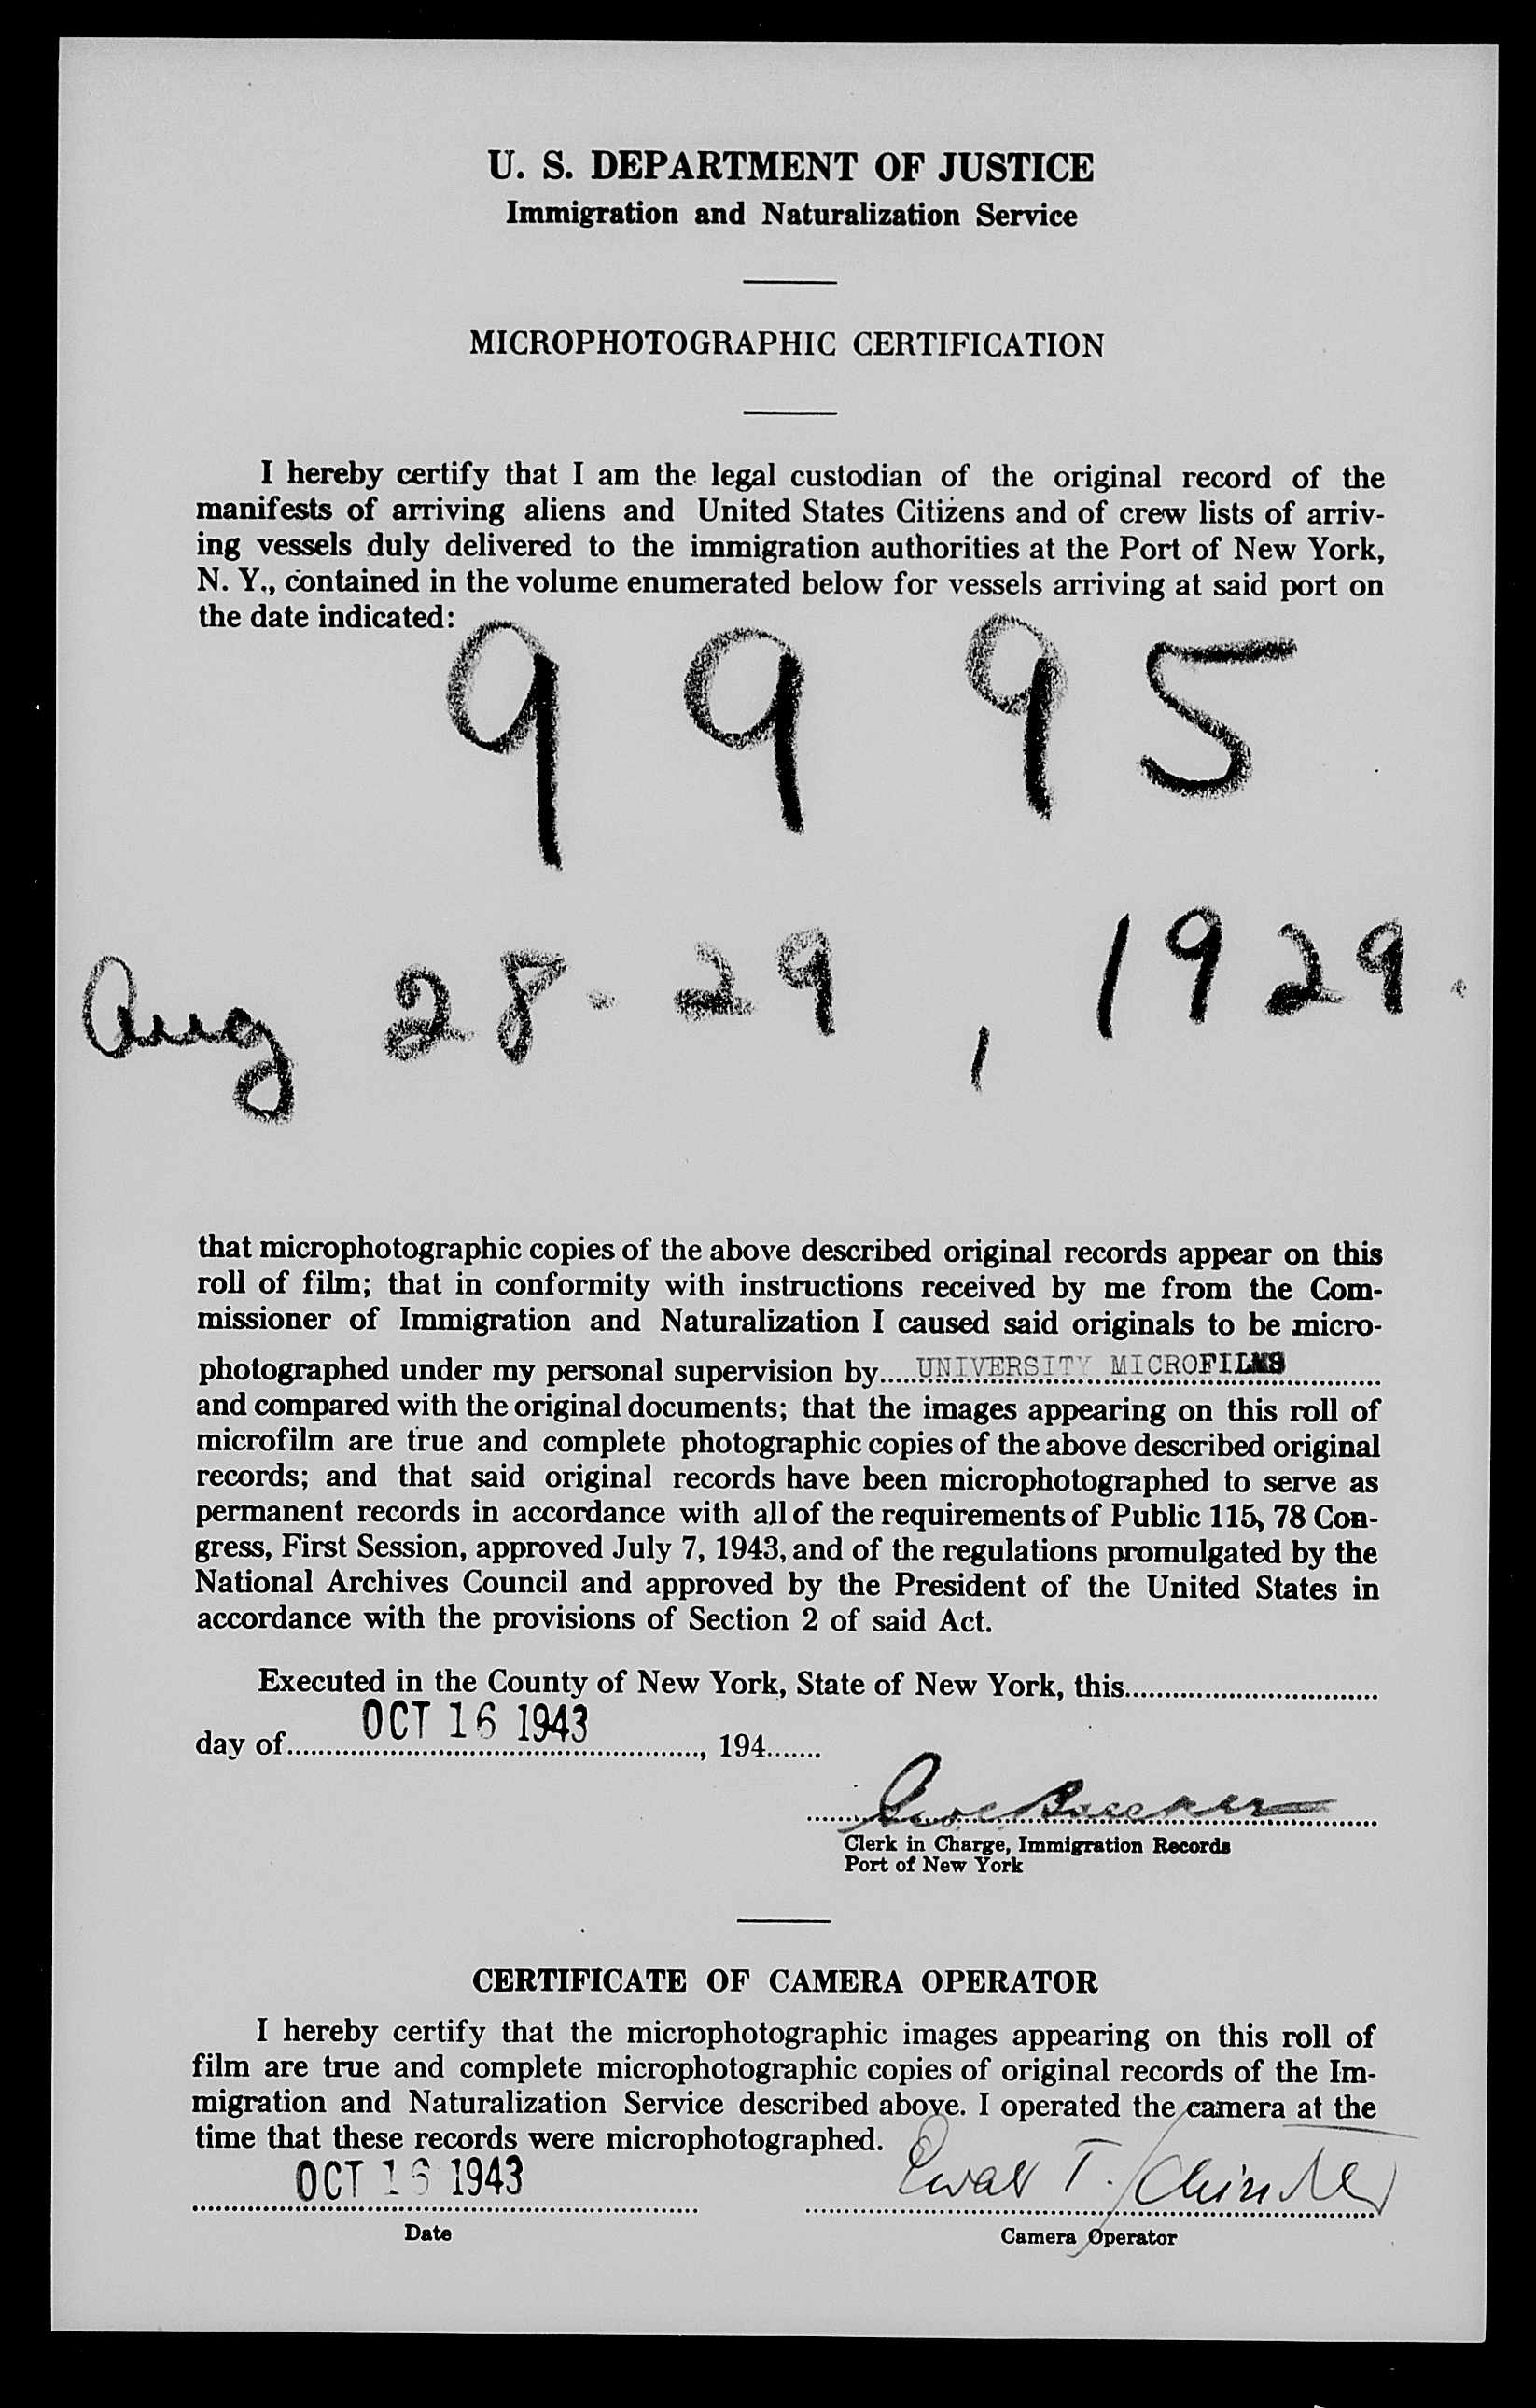 U. S. DEPARTMENT OF JUSTICE
Immigration and Naturalization Service
MICROPHOTOGRAPHIC CERTIFICATION
I hereby certify that I am the legal custodian of the original record of the
manifests of arriving aliens and United States Citizens and of crew lists of arriv-
ing vessels duly delivered to the immigration authorities at the Port of New York,
N. Y., contained in the volume enumerated below for vessels arriving at said port on
the date indicated:
9995
Aug 28-29, 1929.
that microphotographic copies of the above described original records appear on this
roll of film; that in conformity with instructions received by me from the Com-
missioner of Immigration and Naturalization I caused said originals to be micro-
photographed under my personal supervision by.....UNIVERSITY MICROFILMS
and compared with the original documents; that the images appearing on this roll of
microfilm are true and complete photographic copies of the above described original
records; and that said original records have been microphotographed to serve as
permanent records in accordance with all of the requirements of Public 115, 78 Con-
gress, First Session, approved July 7, 1943, and of the regulations promulgated by the
National Archives Council and approved by the President of the United States in
accordance with the provisions of Section 2 of said Act.
Executed in the County of New York, State of New York, this
day of OCT 16 1943, 194
Clerk in Charge, Immigration Records
Port of New York
CERTIFICATE OF CAMERA OPERATOR
I hereby certify that the microphotographic images appearing on this roll of
film are true and complete microphotographic copies of original records of the Im-
migration and Naturalization Service described above. I operated the camera at the
time that these records were microphotographed.
OCT 16 1943
T.
Date
Camera Operator